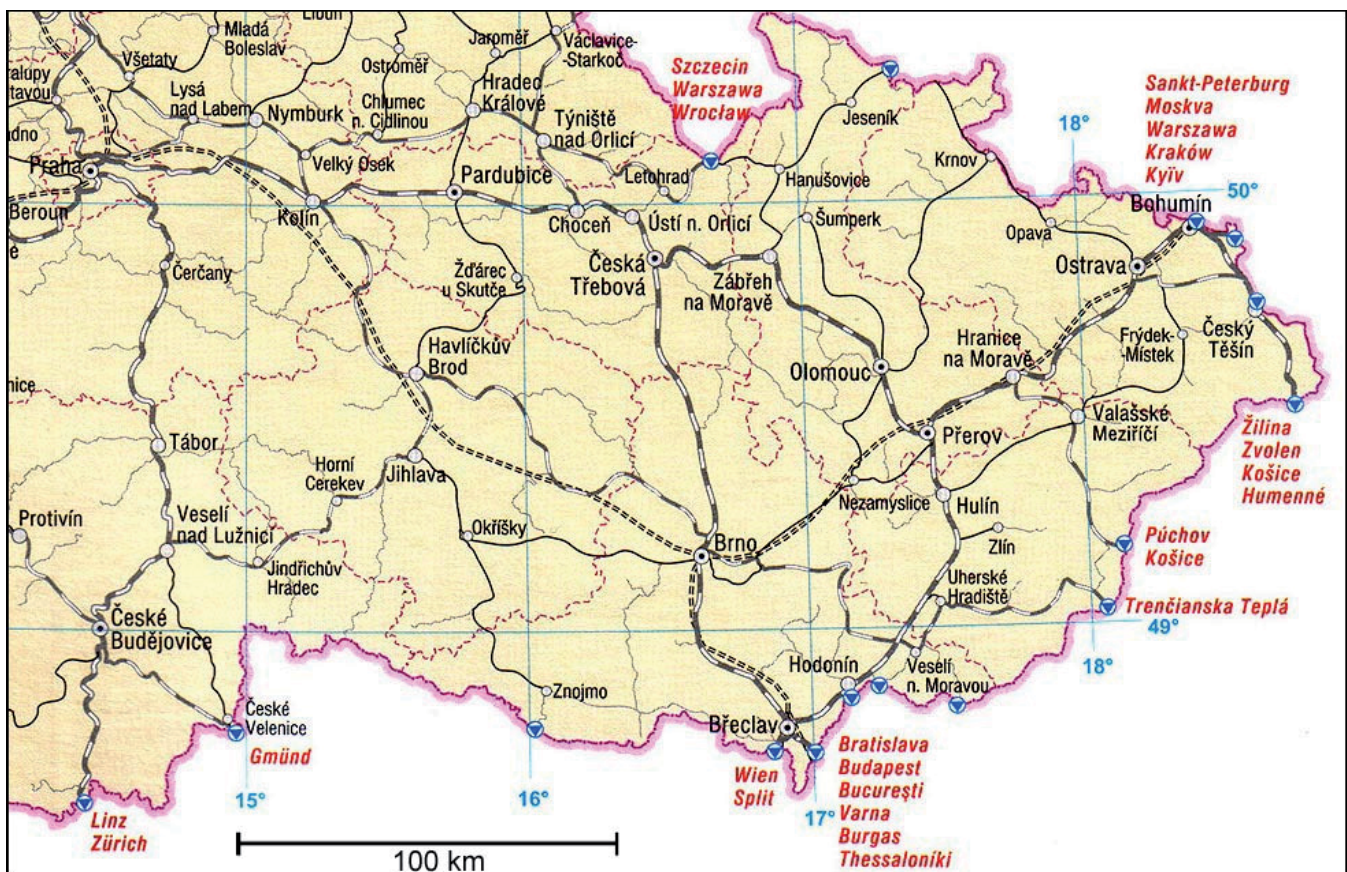 Libuň
Mladá
Boleslav
Všetaty
Jaroměř
Václavice-
Starkoč
Ostroměř
ralupy
tavou
Lysá
nad Labem
Nymburk
Chlumec
n. Cidlinou
Hradec
Králové
Týniště
nad Orlicí
adno
Praha
Velký Osek
Pardubice
Letohrad
Szczecin
Warszawa
Wrocław
Jeseník
Hanušovice
Krnov
18°
Sankt-Peterburg
Moskva
Warszawa
Kraków
Kyïv
50°
Beroun
Kolín
Choceň
Ústí n. Orlicí
Šumperk
Opava
Bohumín
Ostrava
é
Čerčany
Žďárec
u Skutče
Česká
Třebová
Zábřeh
na Moravě
Hranice
na Moravě
Frýdek-
Místek
Český
Těšín
nice
Havlíčkův
Brod
Olomouc
Přerov
Valašské
Meziříčí
Žilina
Zvolen
Košice
Humenné
Tábor
Jihlava
Horní
Cerekev
Nezamyslice
Hulín
Protivín
Veselí
nad Lužnicí
Okříšky
Brno
Zlín
Púchov
Košice
Jindřichův
Hradec
Uherské
Hradiště
Trenčianska Teplá
49°
18°
České
Budějovice
Hodonín
Veselí
n. Moravou
Znojmo
České
Velenice
Břeclav
Gmünd
Wien
Split
Bratislava
Budapest
Bucureşti
Varna
Burgas
Thessaloníki
15°
16°
17°
Linz
Zürich
100 km